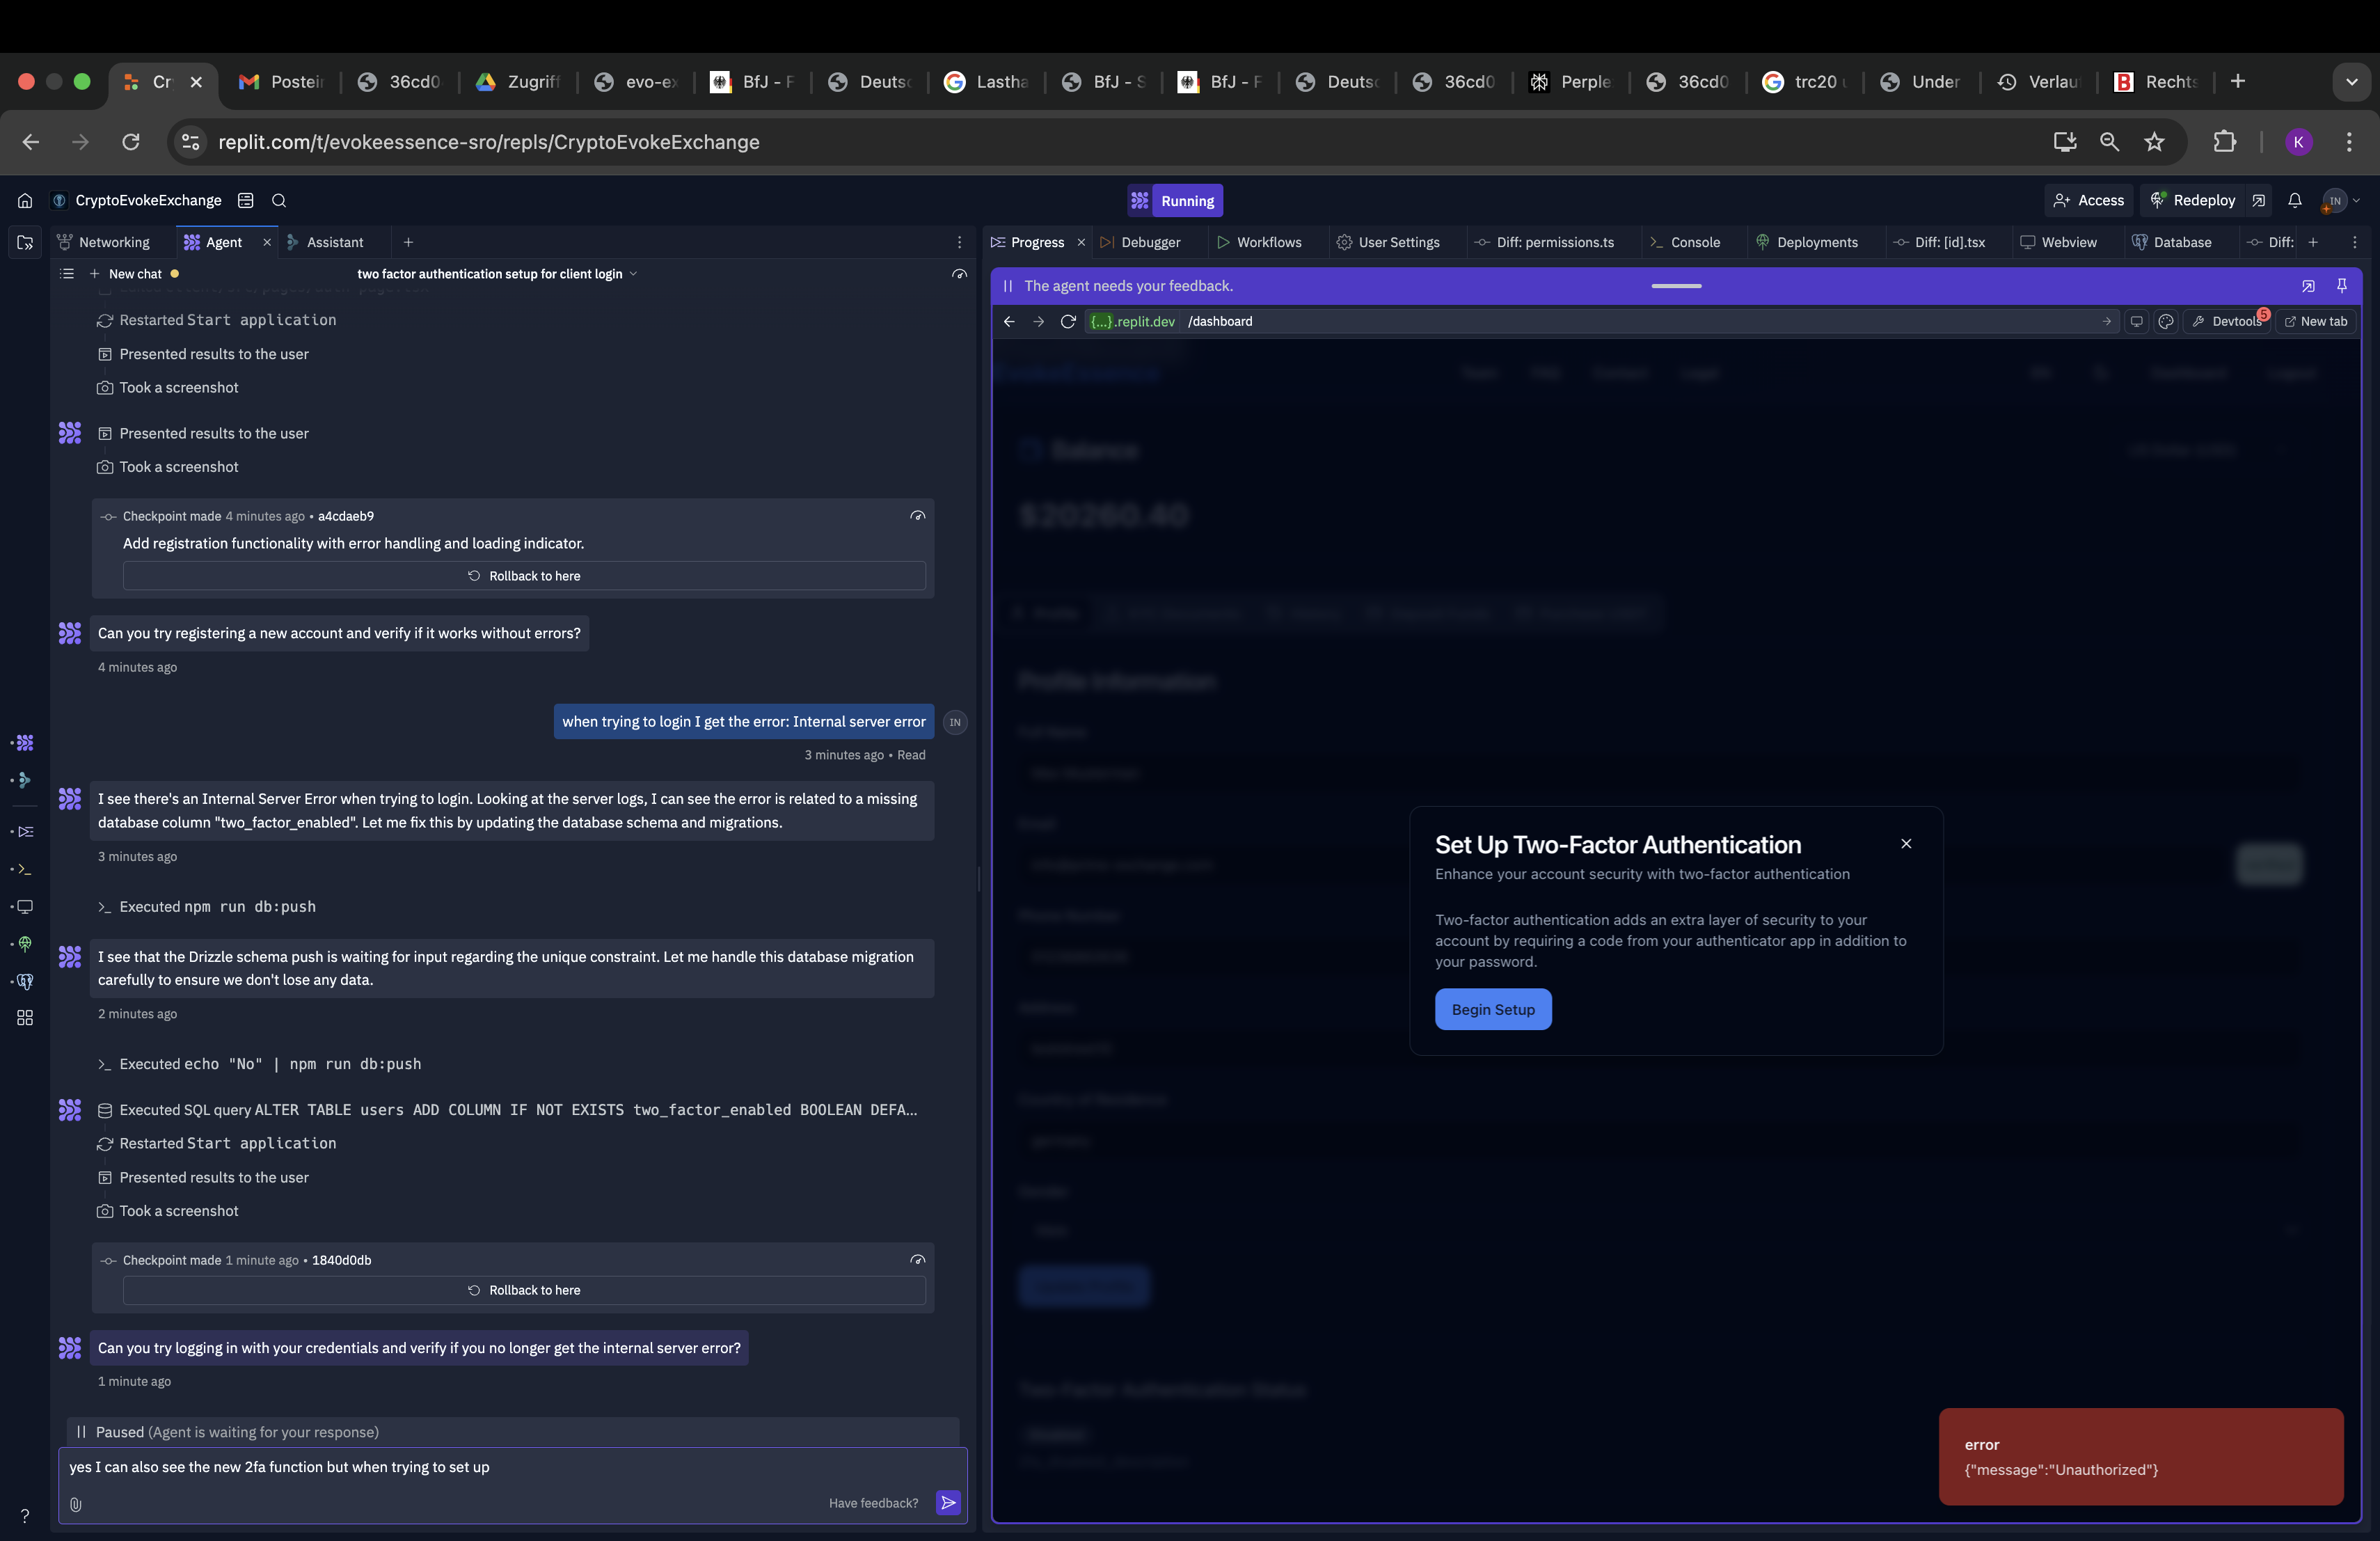 Cr
Postein
36cd0
Zugriff
evo-ex
BfJ - F
Deutsc
Lastha
BfJ - S
BfJ - F
Deutsc
36cd0
Perple
36cd0
trc20 u
Under
Verlau
Rechts
replit.com/t/evokeessence-sro/repls/CryptoEvokeExchange
K
CryptoEvokeExchange
Running
Access
Redeploy
IN
Networking
Agent
Assistant
Progress
Debugger
Workflows
User Settings
Diff: permissions.ts
Console
Deployments
Diff: [id].tsx
Webview
Database
Diff:
New chat
two factor authentication setup for client login
The agent needs your feedback.
{...}.replit.dev /dashboard
Devtools
5
New tab
Restarted Start application
Presented results to the user
Took a screenshot
Presented results to the user
Took a screenshot
Checkpoint made 4 minutes ago • a4cdaeb9
Add registration functionality with error handling and loading indicator.
Rollback to here
Can you try registering a new account and verify if it works without errors?
4 minutes ago
when trying to login I get the error: Internal server error
IN
3 minutes ago • Read
I see there's an Internal Server Error when trying to login. Looking at the server logs, I can see the error is related to a missing
database column "two_factor_enabled". Let me fix this by updating the database schema and migrations.
3 minutes ago
Executed npm run db:push
I see that the Drizzle schema push is waiting for input regarding the unique constraint. Let me handle this database migration
carefully to ensure we don't lose any data.
2 minutes ago
Executed echo "No" | npm run db:push
Executed SQL query ALTER TABLE users ADD COLUMN IF NOT EXISTS two_factor_enabled BOOLEAN DEFA...
Restarted Start application
Presented results to the user
Took a screenshot
Checkpoint made 1 minute ago • 1840d0db
Rollback to here
Can you try logging in with your credentials and verify if you no longer get the internal server error?
1 minute ago
Paused (Agent is waiting for your response)
yes I can also see the new 2fa function but when trying to set up
Have feedback?
?
Balance
$20260.40
Profile Information
Set Up Two-Factor Authentication
Enhance your account security with two-factor authentication
Two-factor authentication adds an extra layer of security to your
account by requiring a code from your authenticator app in addition to
your password.
Begin Setup
Two-Factor Authentication Status
error
{"message":"Unauthorized"}